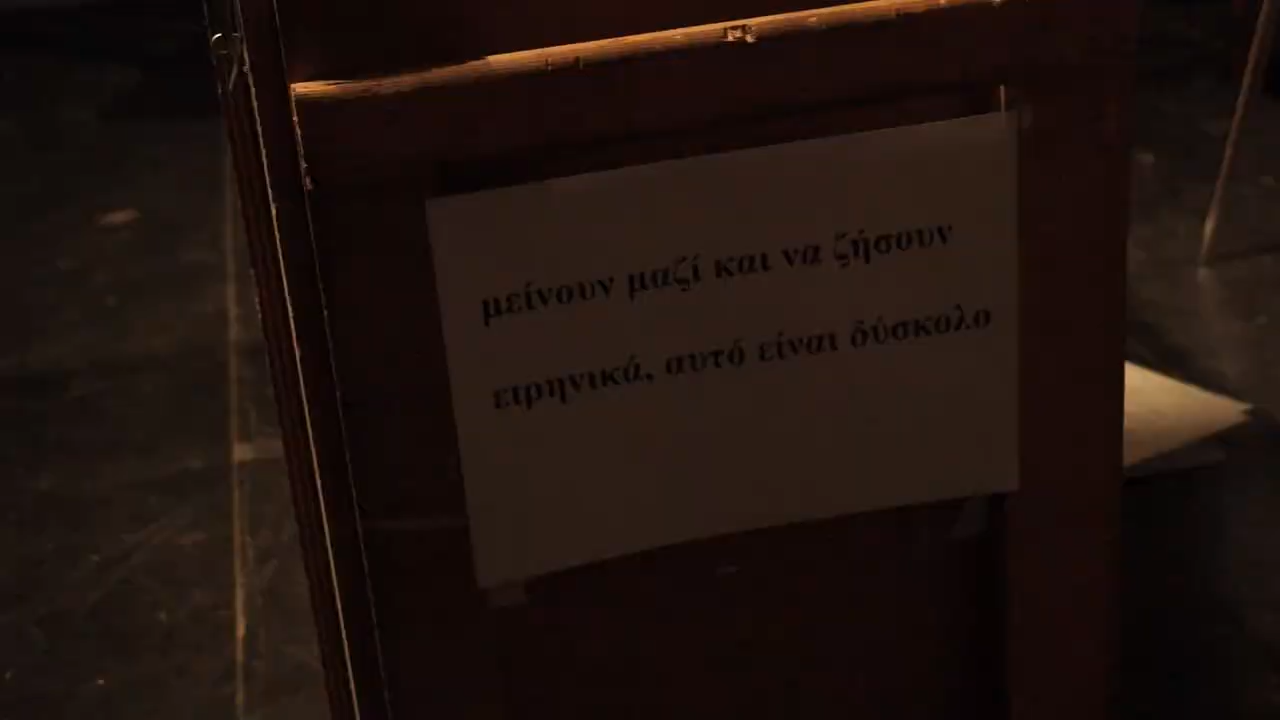 μείνουν μαζί και να ζήσουν
ειρηνικά, αυτό είναι δύσκολο